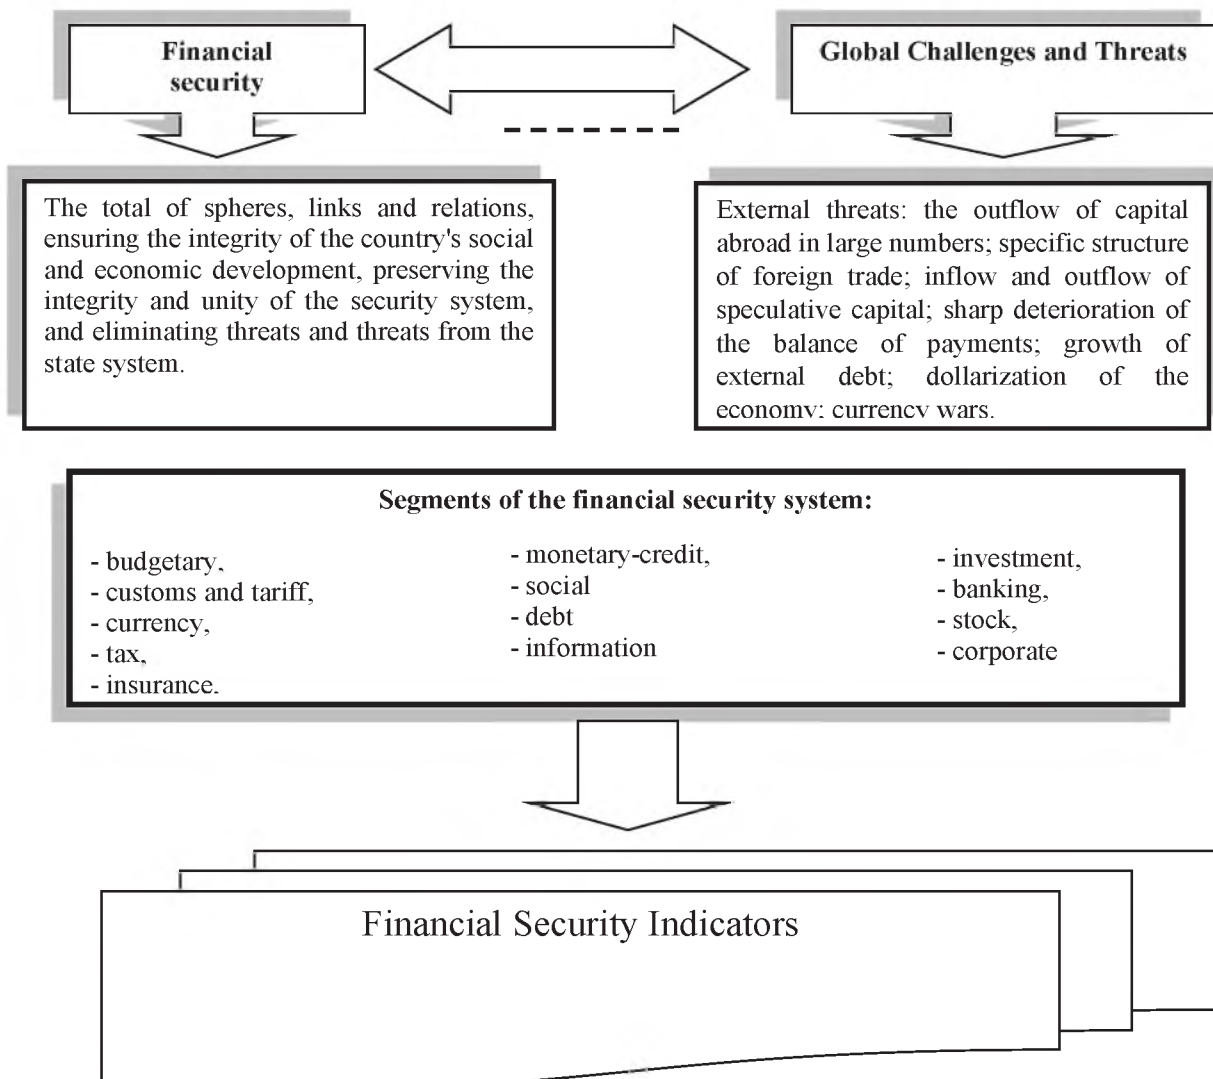 Financial
security
Global Challenges and Threats
The total of spheres, links and relations,
ensuring the integrity of the country's social
and economic development, preserving the
integrity and unity of the security system,
and eliminating threats and threats from the
state system.
External threats: the outflow of capital
abroad in large numbers; specific structure
of foreign trade; inflow and outflow of
speculative capital; sharp deterioration of
the balance of payments; growth of
external debt; dollarization of the
economy; currency wars.
Segments of the financial security system:
- budgetary,
- customs and tariff,
- currency,
- tax,
- insurance.
- monetary-credit,
- social
- debt
- information
- investment,
- banking,
- stock,
- corporate
Financial Security Indicators